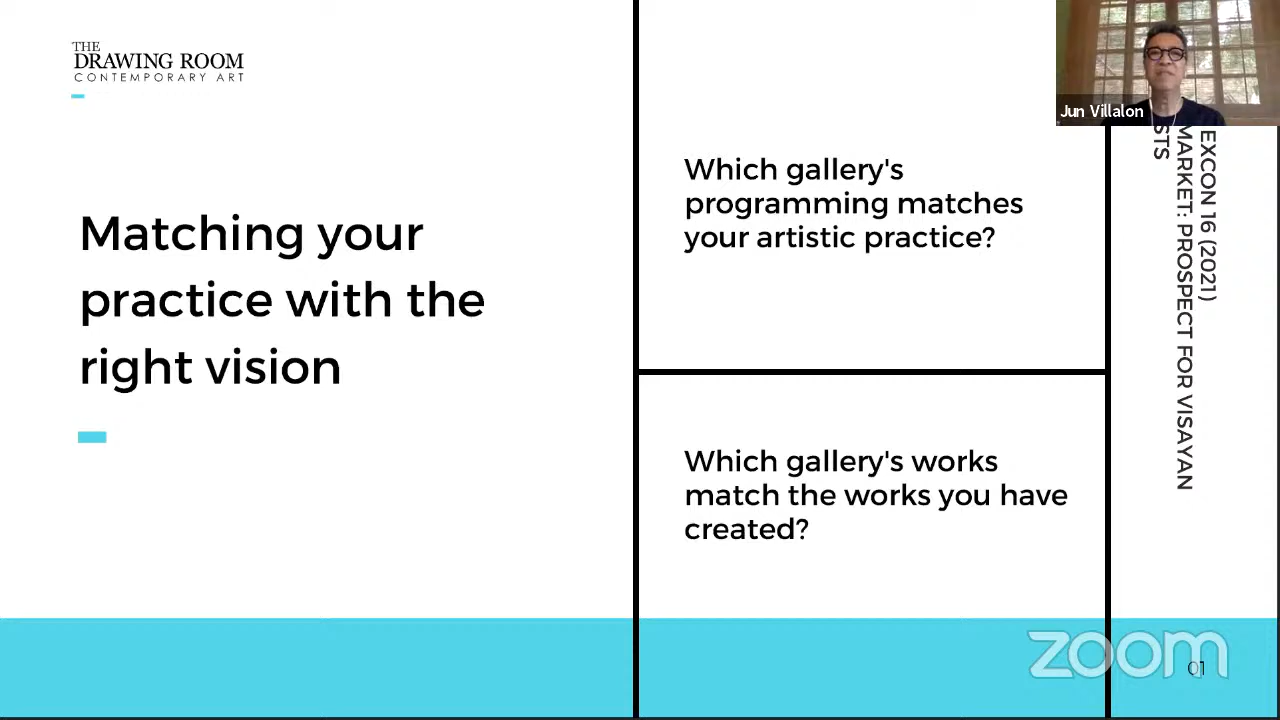 THE
DRAWING ROOM
CONTEMPORARY ART
Matching your
practice with the
right vision
Which gallery's
programming matches
your artistic practice?
Which gallery's works
match the works you have
created?
Jun Villalon
EXCON 16 (2021)
MARKET: PROSPECT FOR VISAYAN
STS
zoom
01